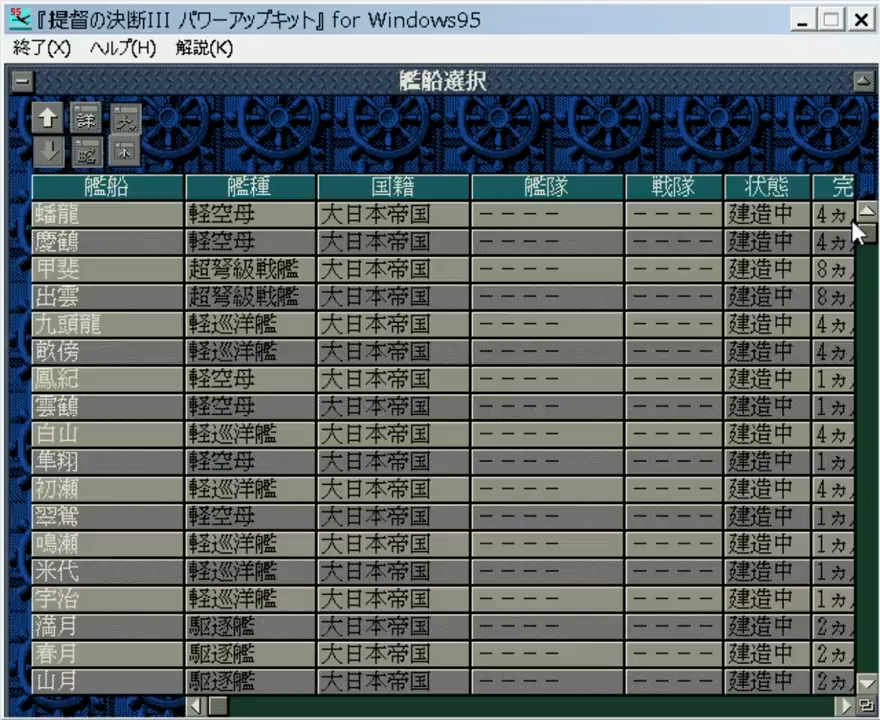 『提督の決断III パワーアップキット』 for Windows95
終了(X) ヘルプ(H) 解説(K)
艦船選択
詳 大
略 小
艦船 艦種 国籍 艦隊 戦隊 状態 完
蟠龍 軽空母 大日本帝国 ーーーー ーーーー 建造中 4ヵ
慶鶴 軽空母 大日本帝国 ーーーー ーーーー 建造中 4ヵ
甲斐 超弩級戦艦 大日本帝国 ーーーー ーーーー 建造中 8ヵ
出雲 超弩級戦艦 大日本帝国 ーーーー ーーーー 建造中 8ヵ
九頭龍 軽巡洋艦 大日本帝国 ーーーー ーーーー 建造中 4ヵ
畝傍 軽巡洋艦 大日本帝国 ーーーー ーーーー 建造中 4ヵ
鳳紀 軽空母 大日本帝国 ーーーー ーーーー 建造中 1ヵ
雲鶴 軽空母 大日本帝国 ーーーー ーーーー 建造中 1ヵ
白山 軽巡洋艦 大日本帝国 ーーーー ーーーー 建造中 4ヵ
隼翔 軽空母 大日本帝国 ーーーー ーーーー 建造中 1ヵ
初瀬 軽巡洋艦 大日本帝国 ーーーー ーーーー 建造中 4ヵ
翠鴛 軽空母 大日本帝国 ーーーー ーーーー 建造中 1ヵ
鳴瀬 軽巡洋艦 大日本帝国 ーーーー ーーーー 建造中 1ヵ
米代 軽巡洋艦 大日本帝国 ーーーー ーーーー 建造中 1ヵ
宇治 軽巡洋艦 大日本帝国 ーーーー ーーーー 建造中 1ヵ
満月 駆逐艦 大日本帝国 ーーーー ーーーー 建造中 2ヵ
春月 駆逐艦 大日本帝国 ーーーー ーーーー 建造中 2ヵ
山月 駆逐艦 大日本帝国 ーーーー ーーーー 建造中 2ヵ